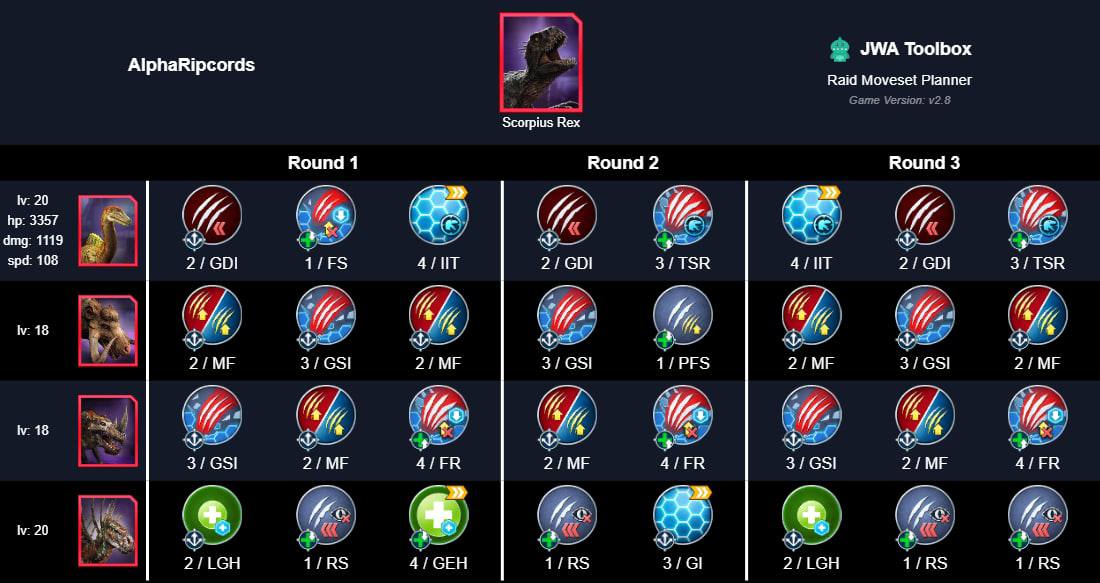 AlphaRipcords
Scorpius Rex
JWA Toolbox
Raid Moveset Planner
Game Version: v2.8
Round 1
Round 2
Round 3
lv: 20
hp: 3357
dmg: 1119
spd: 108
2 / GDI
1 / FS
4 / IIT
2 / GDI
3 / TSR
4 / IIT
2 / GDI
3 / TSR
lv: 18
2 / MF
3 / GSI
2 / MF
3 / GSI
1 / PFS
2 / MF
3 / GSI
2 / MF
lv: 18
3 / GSI
2 / MF
4 / FR
2 / MF
4 / FR
3 / GSI
2 / MF
4 / FR
lv: 20
2 / LGH
1 / RS
4 / GEH
1 / RS
3 / GI
2 / LGH
1 / RS
1 / RS